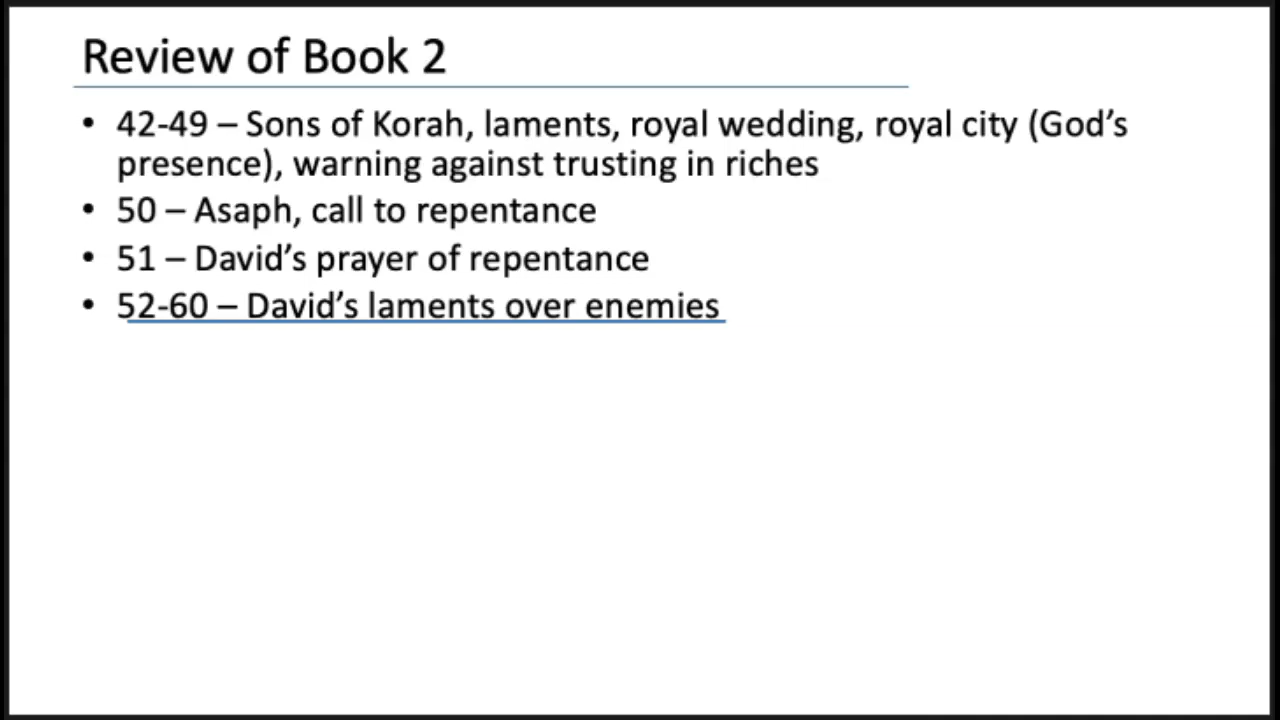 Review of Book 2
• 42-49 – Sons of Korah, laments, royal wedding, royal city (God’s
presence), warning against trusting in riches
• 50 – Asaph, call to repentance
• 51 – David’s prayer of repentance
• 52-60 – David’s laments over enemies